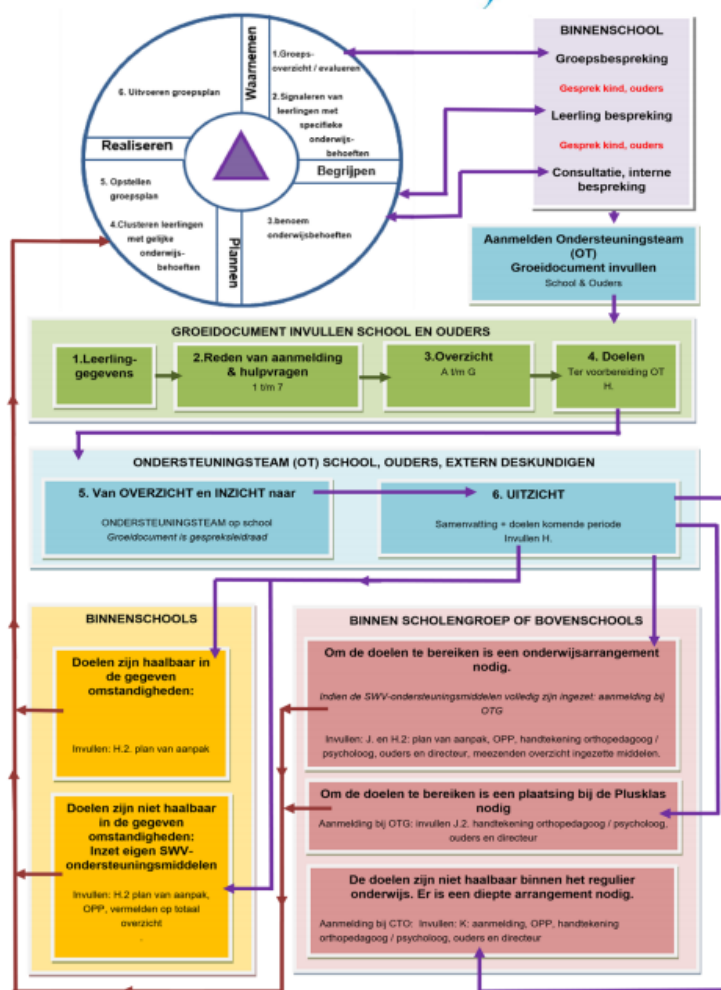 Waarnemen
1.Groeps-
overzicht / evalueren
2.Signaleren van
leerlingen met
specifieke
onderwijs-
behoeften
Begrijpen
3.benoem
onderwijsbehoeften
Plannen
4.Clusteren leerlingen
met gelijke
onderwijs-
behoeften
5. Opstellen
groepsplan
Realiseren
6. Uitvoeren groepsplan
BINNENSCHOOL
Groepsbespreking
Gesprek kind, ouders
Leerling bespreking
Gesprek kind, ouders
Consultatie, interne
bespreking
Aanmelden Ondersteuningsteam
(OT)
Groeidocument invullen
School & Ouders
GROEIDOCUMENT INVULLEN SCHOOL EN OUDERS
1.Leerling-
gegevens
2.Reden van aanmelding
& hulpvragen
1 t/m 7
3.Overzicht
A t/m G
4. Doelen
Ter voorbereiding OT
H.
ONDERSTEUNINGSTEAM (OT) SCHOOL, OUDERS, EXTERN DESKUNDIGEN
5. Van OVERZICHT en INZICHT naar
ONDERSTEUNINGSTEAM op school
Groeidocument is gespreksleidraad
6. UITZICHT
Samenvatting + doelen komende periode
Invullen H.
BINNENSCHOOLS
Doelen zijn haalbaar in
de gegeven
omstandigheden:
Invullen: H.2. plan van aanpak
Doelen zijn niet haalbaar
in de gegeven
omstandigheden:
Inzet eigen SWV-
ondersteuningsmiddelen
Invullen: H.2 plan van aanpak,
OPP, vermelden op totaal
overzicht
.
BINNEN SCHOLENGROEP OF BOVENSCHOOLS
Om de doelen te bereiken is een onderwijsarrangement
nodig.
Indien de SWV-ondersteuningsmiddelen volledig zijn ingezet: aanmelding bij
OTG
Invullen: J. en H.2: plan van aanpak, OPP, handtekening orthopedagoog /
psycholoog, ouders en directeur, meezenden overzicht ingezette middelen.
Om de doelen te bereiken is een plaatsing bij de Plusklas
nodig
Aanmelding bij OTG: invullen J.2. handtekening orthopedagoog / psycholoog,
ouders en directeur
De doelen zijn niet haalbaar binnen het regulier
onderwijs. Er is een diepte arrangement nodig.
Aanmelding bij CTO: Invullen: K: aanmelding, OPP, handtekening
orthopedagoog / psycholoog, ouders en directeur